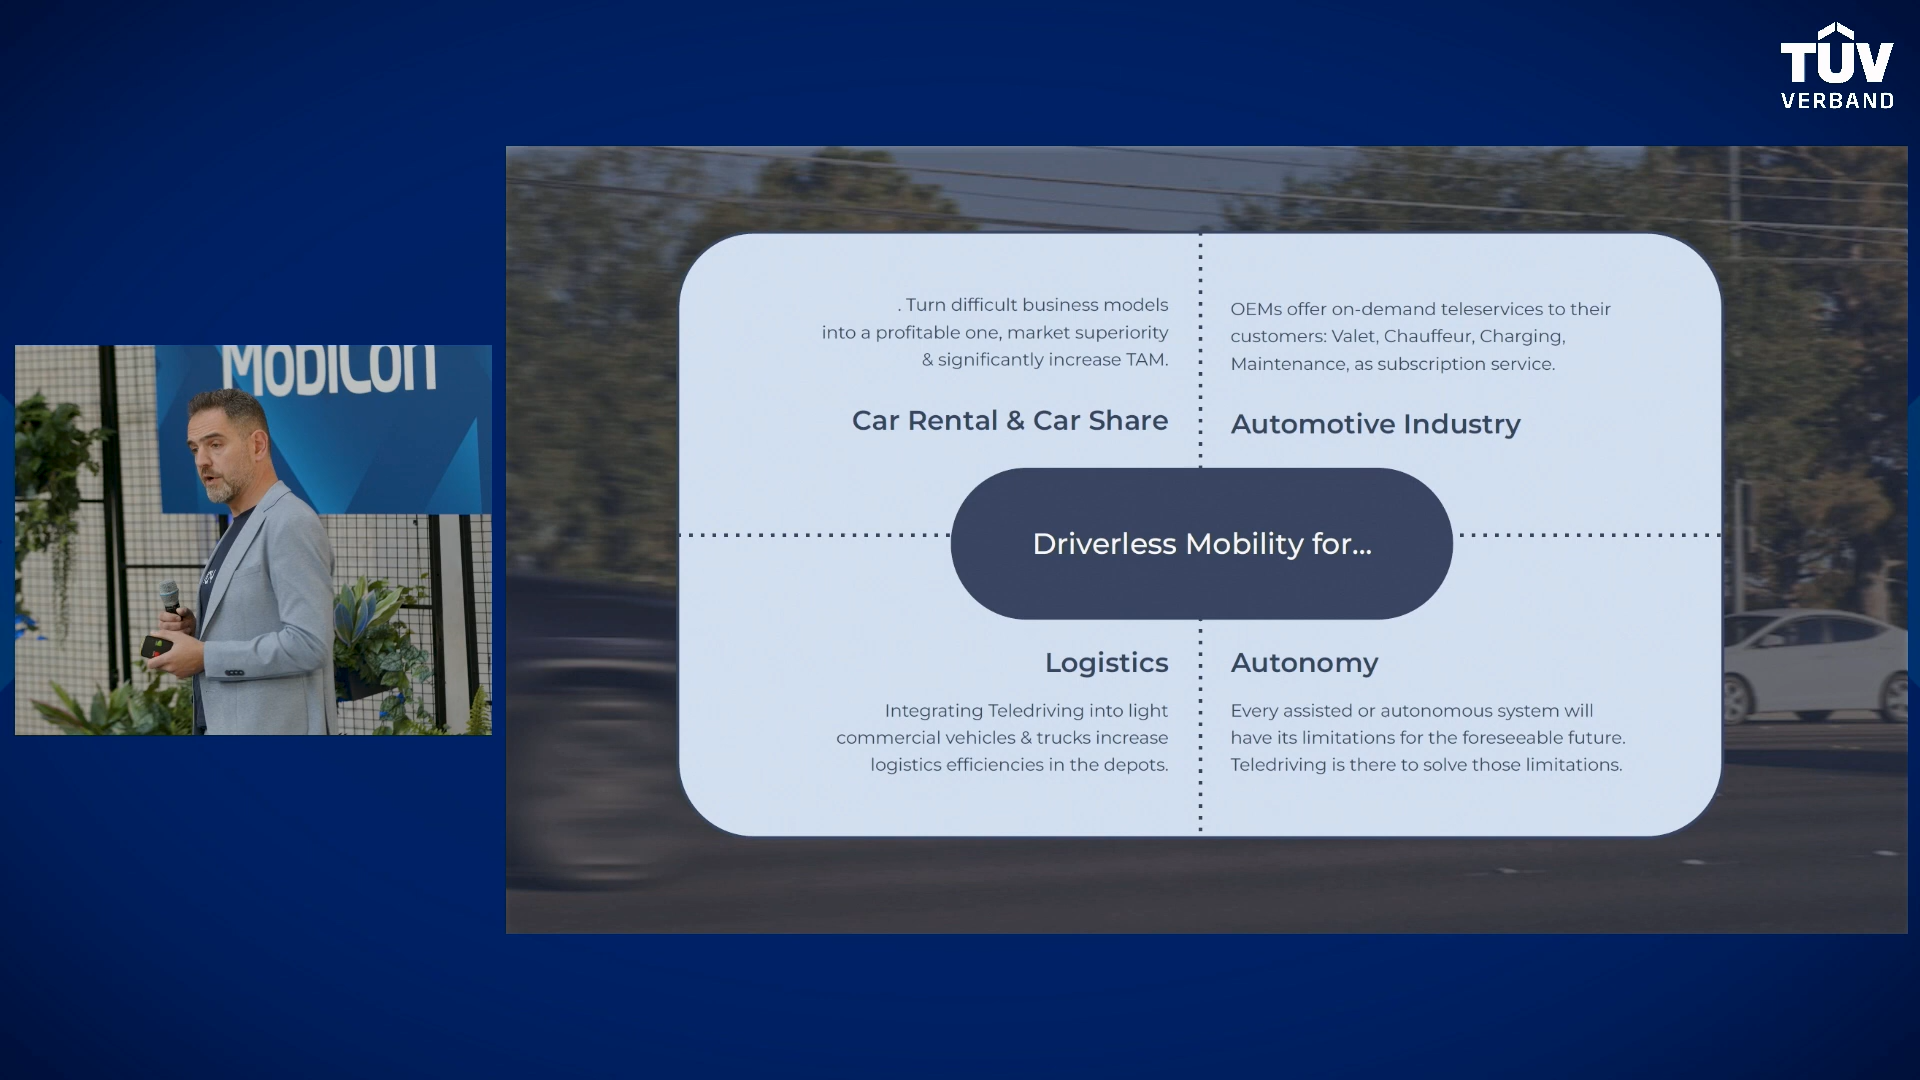 TÜV
VERBAND
MOBICON
. Turn difficult business models
into a profitable one, market superiority
& significantly increase TAM.
Car Rental & Car Share
OEMs offer on-demand teleservices to their
customers: Valet, Chauffeur, Charging,
Maintenance, as subscription service.
Automotive Industry
Driverless Mobility for...
Logistics
Integrating Teledriving into light
commercial vehicles & trucks increase
logistics efficiencies in the depots.
Autonomy
Every assisted or autonomous system will
have its limitations for the foreseeable future.
Teledriving is there to solve those limitations.